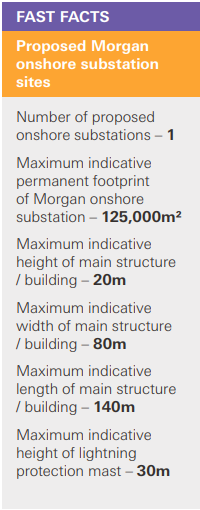 FAST FACTS
Proposed Morgan
onshore substation
sites
Number of proposed
onshore substations – 1
Maximum indicative
permanent footprint
of Morgan onshore
substation – 125,000m²
Maximum indicative
height of main structure
/ building – 20m
Maximum indicative
width of main structure
/ building – 80m
Maximum indicative
length of main structure
/ building – 140m
Maximum indicative
height of lightning
protection mast – 30m